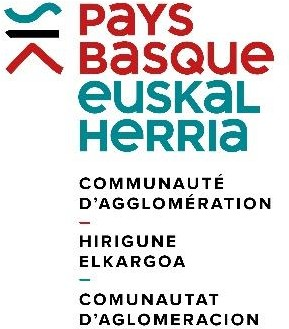 PAYS
BASQUE
EUSKAL
HERRIA
COMMUNAUTÉ
D'AGGLOMÉRATION
HIRIGUNE
ELKARGOA
COMUNAUTAT
D'AGLOMERACION